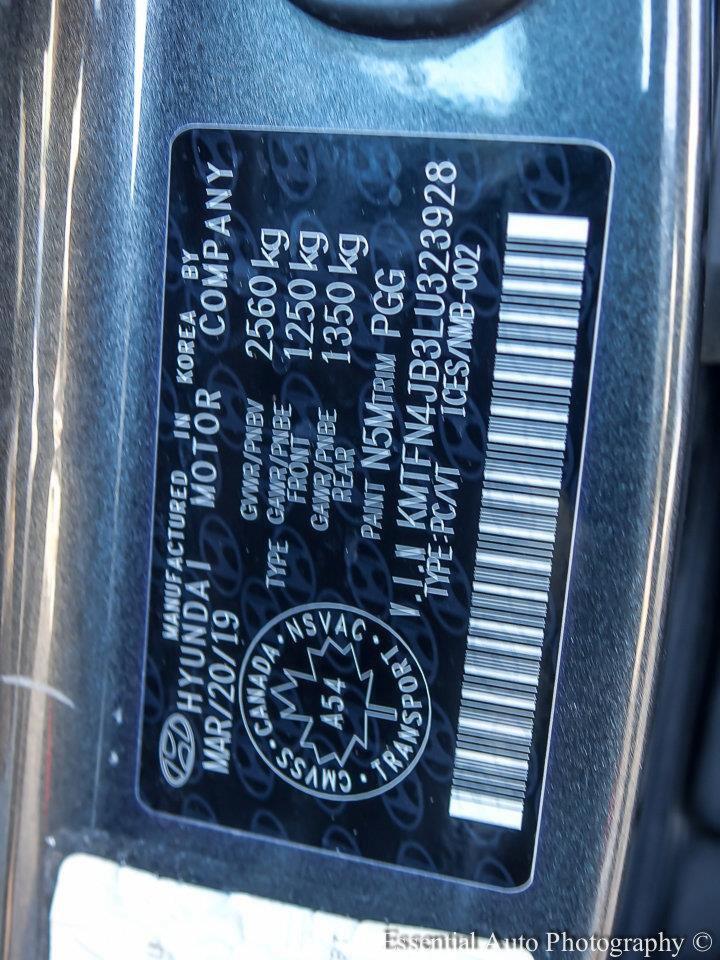 MANUFACTURED IN KOREA BY
HYUNDAI MOTOR COMPANY
MAR/20/19
GVWR/PNBV 2560 kg
TYPE GAWR/PNBE FRONT 1250 kg
GAWR/PNBE REAR 1350 kg
PAINT N5M TRIM PGG
V.I.N KMTFN4JB3LU323928
TYPE:PC/VT ICES/NMB-002
CMVSS · CANADA · NSVAC · TRANSPORT ·
A54
Essential Auto Photography ©